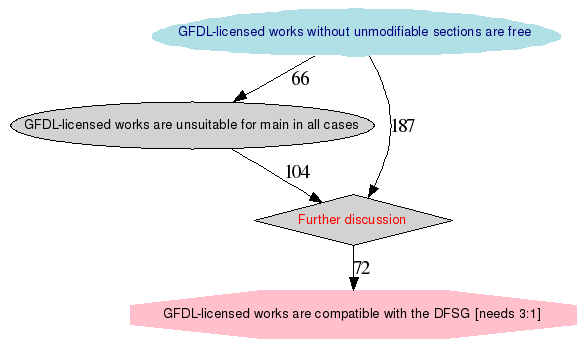 GFDL-licensed works without unmodifiable sections are free
66
GFDL-licensed works are unsuitable for main in all cases
187
104
Further discussion
72
GFDL-licensed works are compatible with the DFSG [needs 3:1]